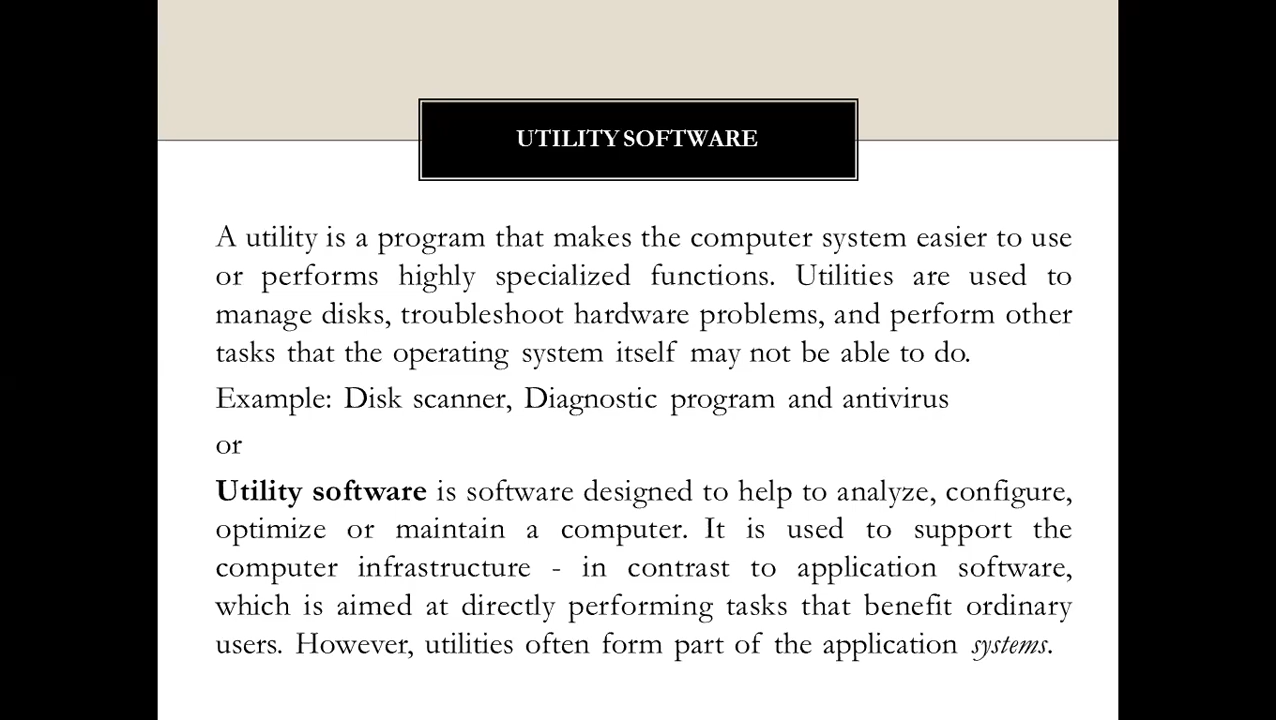 UTILITY SOFTWARE
A utility is a program that makes the computer system easier to use
or performs highly specialized functions. Utilities are used to
manage disks, troubleshoot hardware problems, and perform other
tasks that the operating system itself may not be able to do.
Example: Disk scanner, Diagnostic program and antivirus
or
Utility software is software designed to help to analyze, configure,
optimize or maintain a computer. It is used to support the
computer infrastructure - in contrast to application software,
which is aimed at directly performing tasks that benefit ordinary
users. However, utilities often form part of the application systems.